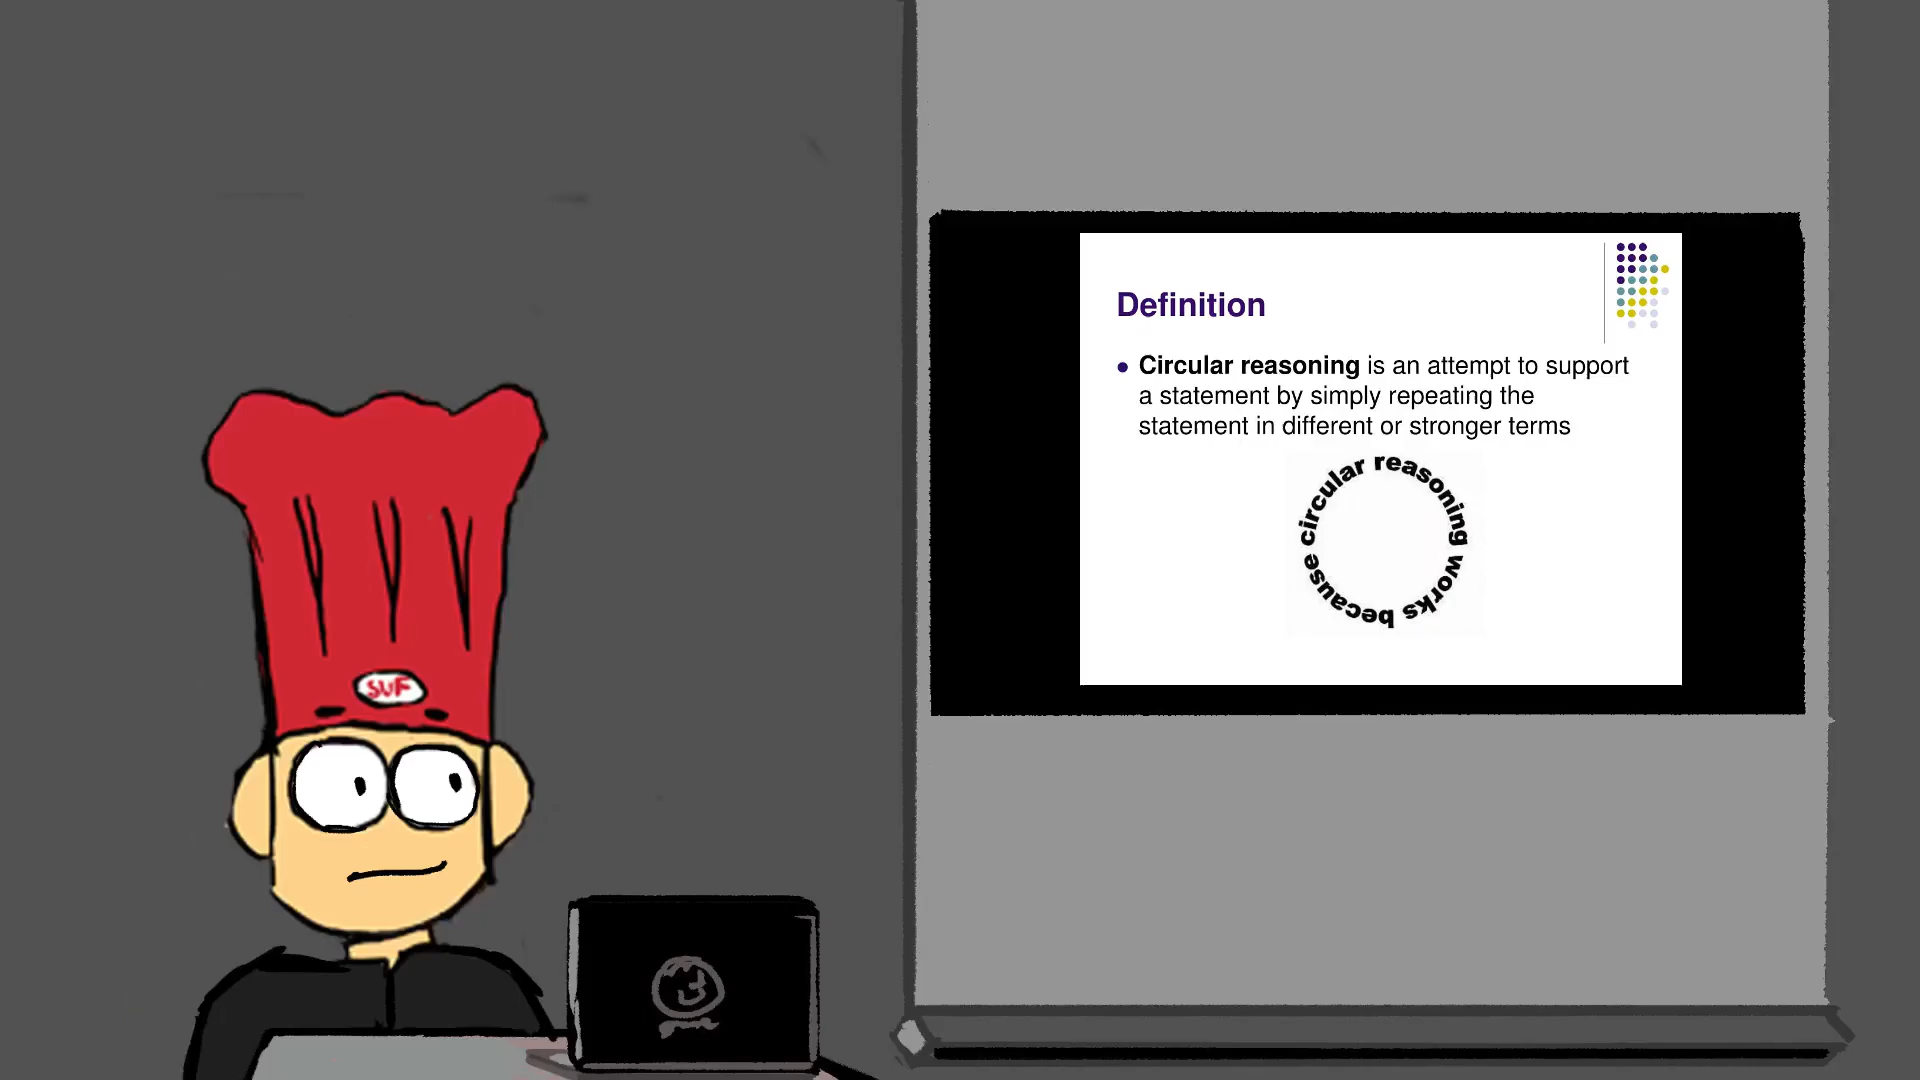 Definition
Circular reasoning is an attempt to support
a statement by simply repeating the
statement in different or stronger terms
circular reasoning works because
SUF